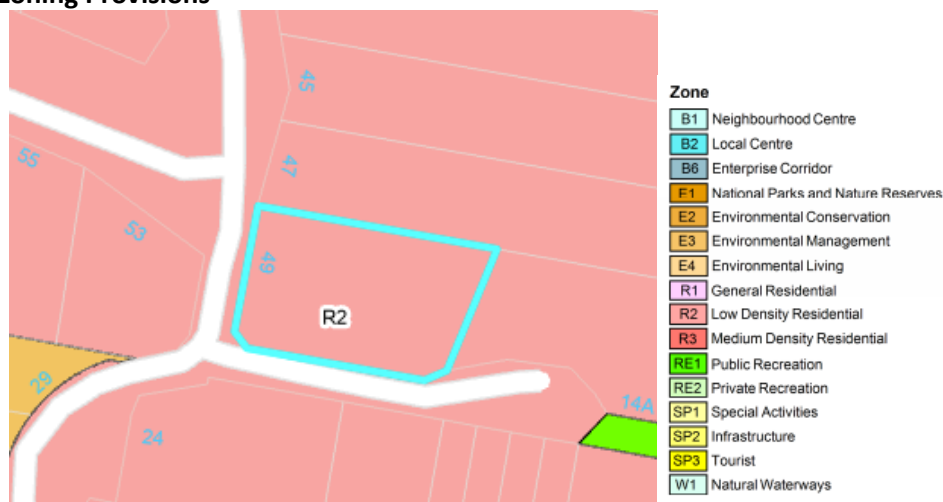 Zoning Provisions
45
47
55
53
49
R2
29
24
14A
Zone
B1 Neighbourhood Centre
B2 Local Centre
B6 Enterprise Corridor
E1 National Parks and Nature Reserves
E2 Environmental Conservation
E3 Environmental Management
E4 Environmental Living
R1 General Residential
R2 Low Density Residential
R3 Medium Density Residential
RE1 Public Recreation
RE2 Private Recreation
SP1 Special Activities
SP2 Infrastructure
SP3 Tourist
W1 Natural Waterways